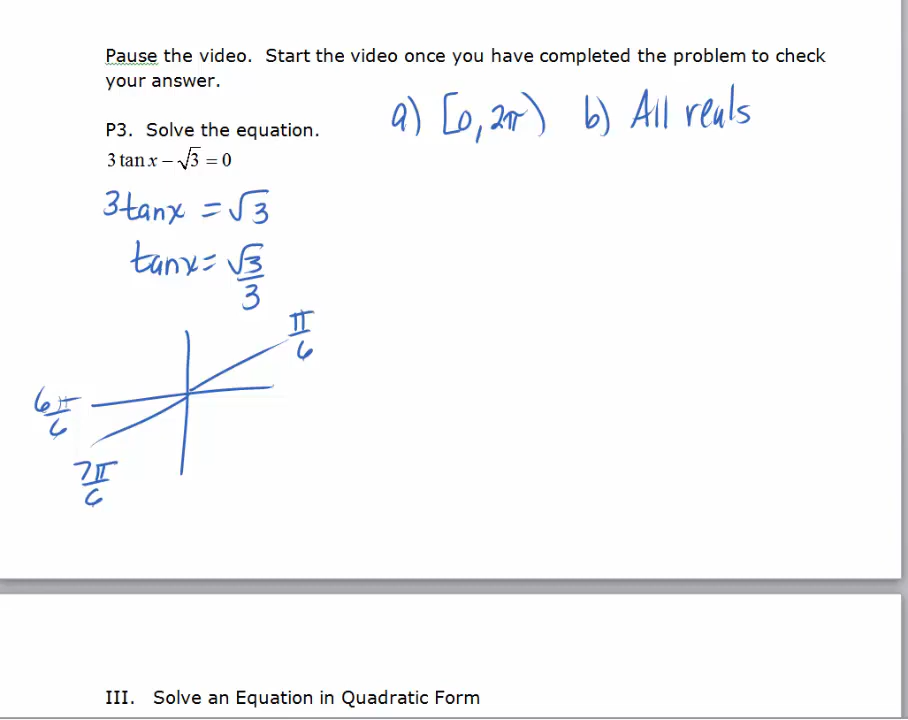 Pause the video.  Start the video once you have completed the problem to check
your answer.
a) [0, 2π)   b) All reals
P3.  Solve the equation.
3 tan x − √3 = 0
3tanx = √3
tanx = √3/3
π/6
6π/6
7π/6
III.   Solve an Equation in Quadratic Form